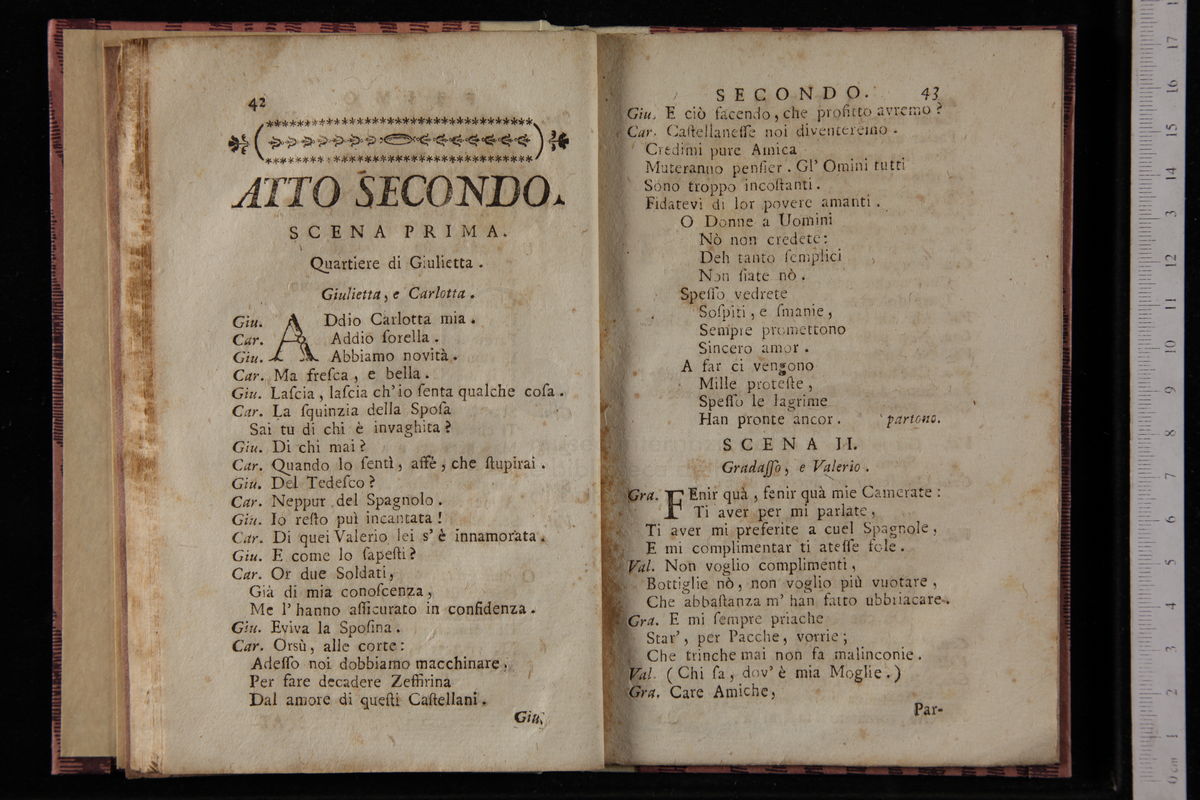 42
ATTO SECONDO.
SCENA PRIMA.
Quartiere di Giulietta.
Giulietta, e Carlotta.
Giu. ADdio Carlotta mia.
Car. Addio ſorella.
Giu. Abbiamo novità.
Car. Ma freſca, e bella.
Giu. Laſcia, laſcia ch'io ſenta qualche coſa.
Car. La ſquinzia della Spoſa
Sai tu di chi è invaghita?
Giu. Di chi mai?
Car. Quando lo ſentì, affè, che ſtupirai.
Giu. Del Tedeſco?
Car. Neppur del Spagnolo.
Giu. Io reſto puì incantata!
Car. Di quei Valerio lei s'è innamorata.
Giu. E come lo ſapeſti?
Car. Or due Soldati,
Già di mia conoſcenza,
Me l'hanno aſſicurato in confidenza.
Giu. Eviva la Spoſina.
Car. Orsù, alle corte:
Adeſſo noi dobbiamo macchinare,
Per fare decadere Zeffirina
Dal amore di queſti Caſtellani.
Giu.
SECONDO. 43
Giu. E ciò facendo, che profitto avremo?
Car. Caſtellaneſſe noi diventeremo.
Credimi pure Amica
Muteranno penſier. Gl' Omini tutti
Sono troppo incoſtanti.
Fidatevi di lor povere amanti.
O Donne a Uomini
Nò non credete:
Deh tanto ſemplici
Non ſiate nò.
Speſſo vedrete
Soſpiti, e ſmanie,
Sempre promettono
Sincero amor.
A far ci vengono
Mille proteſte,
Speſſo le lagrime
Han pronte ancor. partono.
SCENA II.
Gradaſſo, e Valerio.
Gra. FEnir quà, fenir quà mie Camerate:
Ti aver per mi parlate,
Ti aver mi preferite a cuel Spagnole,
E mi complimentar ti ateſſe ſole.
Val. Non voglio complimenti,
Bottiglie nò, non voglio più vuotare,
Che abbaſtanza m'han fatto ubbriacare.
Gra. E mi ſempre priache
Star', per Pacche, vorrie;
Che trinche mai non fa malinconie.
Val. (Chi ſa, dov'è mia Moglie.)
Gra. Care Amiche,
Par-